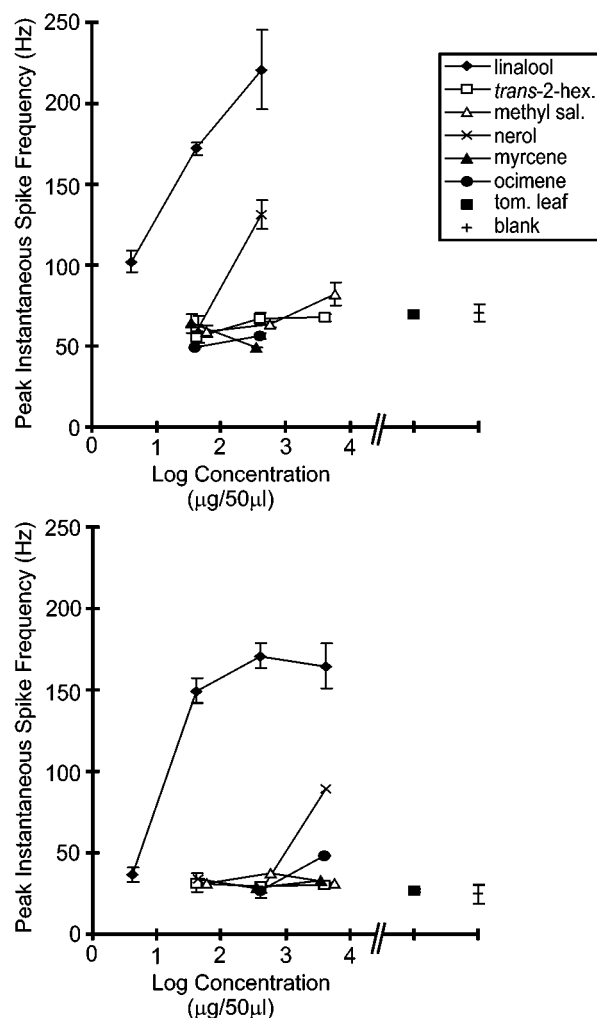 Peak Instantaneous Spike Frequency (Hz)
250
200
150
100
50
0
0 1 2 3 4
Log Concentration
(µg/50µl)
linalool
trans-2-hex.
methyl sal.
nerol
myrcene
ocimene
tom. leaf
blank
Peak Instantaneous Spike Frequency (Hz)
250
200
150
100
50
0
0 1 2 3 4
Log Concentration
(µg/50µl)